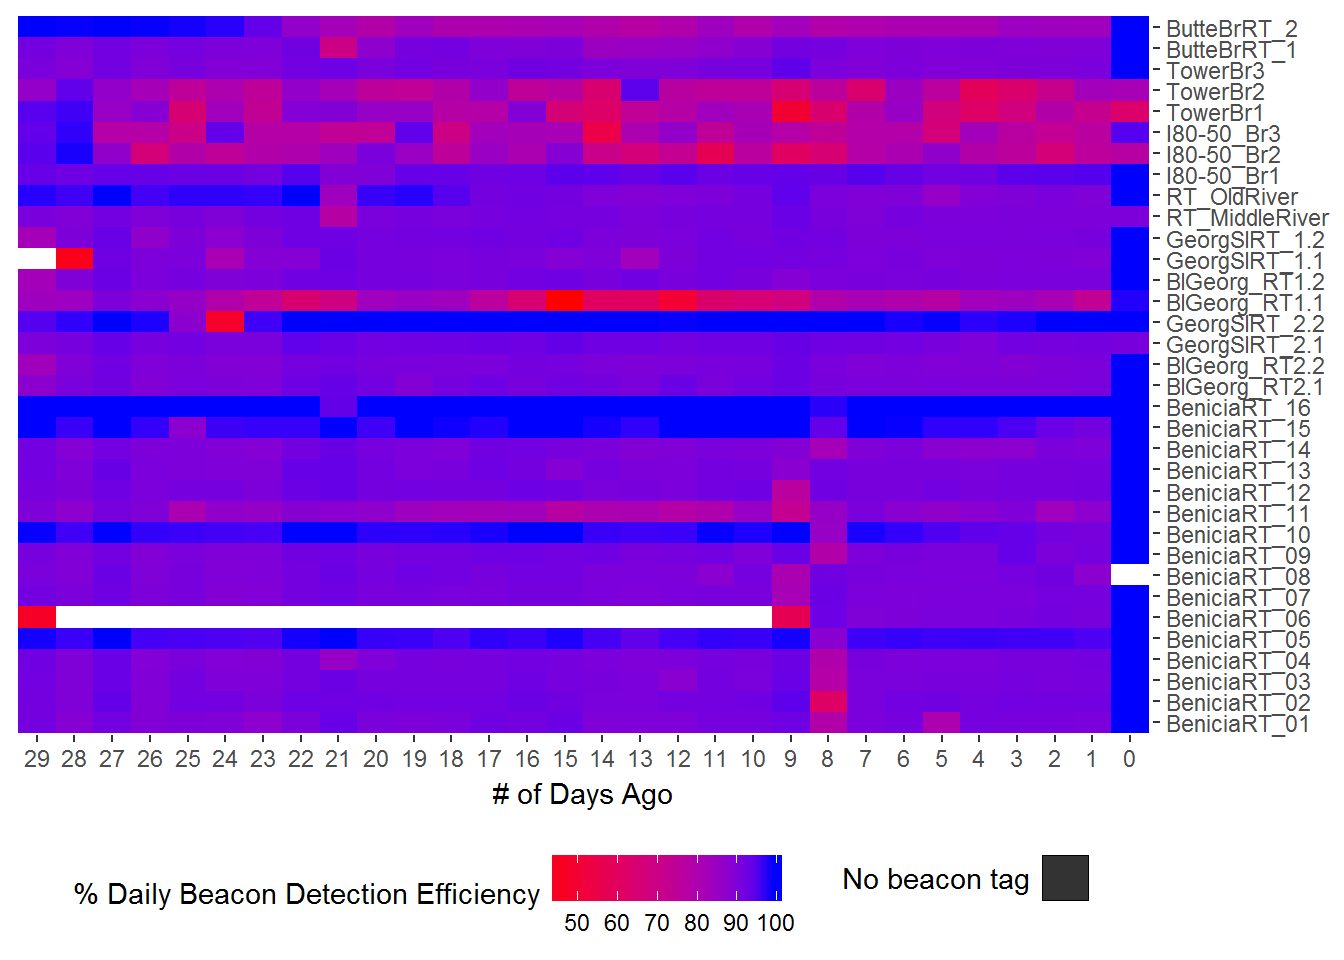 ButteBrRT_2
ButteBrRT_1
TowerBr3
TowerBr2
TowerBr1
I80-50_Br3
I80-50_Br2
I80-50_Br1
RT_OldRiver
RT_MiddleRiver
GeorgSlRT_1.2
GeorgSlRT_1.1
BlGeorg_RT1.2
BlGeorg_RT1.1
GeorgSlRT_2.2
GeorgSlRT_2.1
BlGeorg_RT2.2
BlGeorg_RT2.1
BeniciaRT_16
BeniciaRT_15
BeniciaRT_14
BeniciaRT_13
BeniciaRT_12
BeniciaRT_11
BeniciaRT_10
BeniciaRT_09
BeniciaRT_08
BeniciaRT_07
BeniciaRT_06
BeniciaRT_05
BeniciaRT_04
BeniciaRT_03
BeniciaRT_02
BeniciaRT_01
29 28 27 26 25 24 23 22 21 20 19 18 17 16 15 14 13 12 11 10 9 8 7 6 5 4 3 2 1 0
# of Days Ago
% Daily Beacon Detection Efficiency
50 60 70 80 90 100
No beacon tag